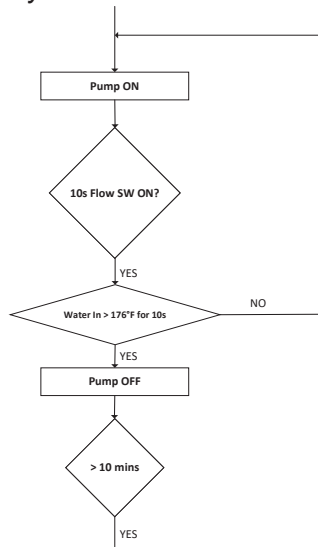 Pump ON
10s Flow SW ON?
YES
Water In > 176°F for 10s
NO
YES
Pump OFF
> 10 mins
YES